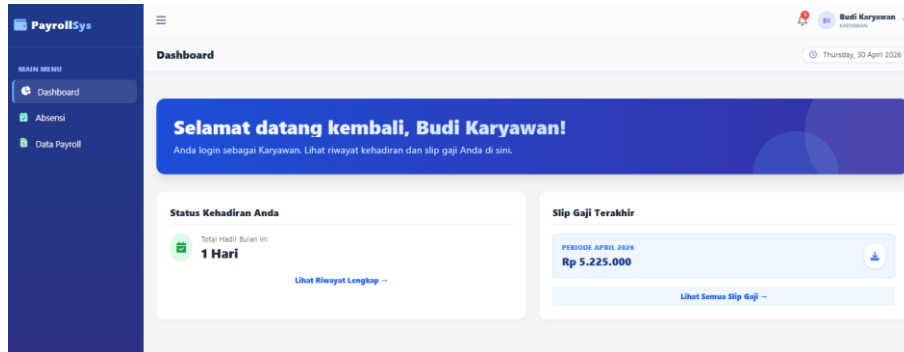 PayrollSys
MAIN MENU
Dashboard
Absensi
Data Payroll
BK
Budi Karyawan
KARYAWAN
Dashboard
Thursday, 30 April 2026
Selamat datang kembali, Budi Karyawan!
Anda login sebagai Karyawan. Lihat riwayat kehadiran dan slip gaji Anda di sini.
Status Kehadiran Anda
Total Hadir Bulan Ini
1 Hari
Lihat Riwayat Lengkap →
Slip Gaji Terakhir
PERIODE APRIL 2026
Rp 5.225.000
Lihat Semua Slip Gaji →